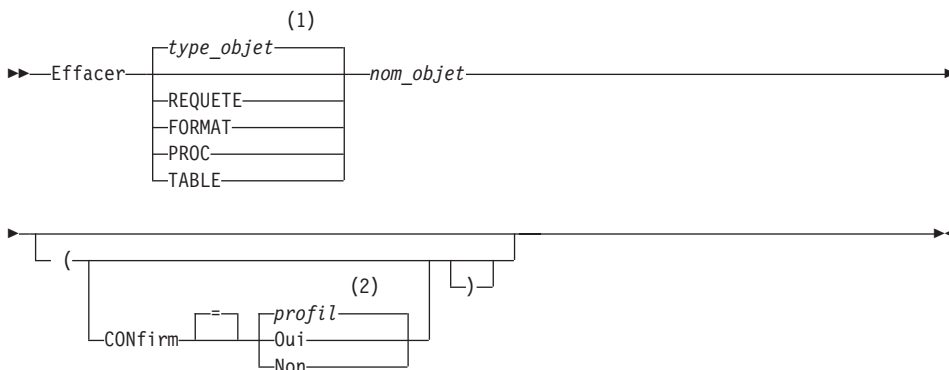 (1)
type_objet
Effacer nom_objet
REQUETE
FORMAT
PROC
TABLE
(
(2)
)
= profil
CONfirm Oui
Non